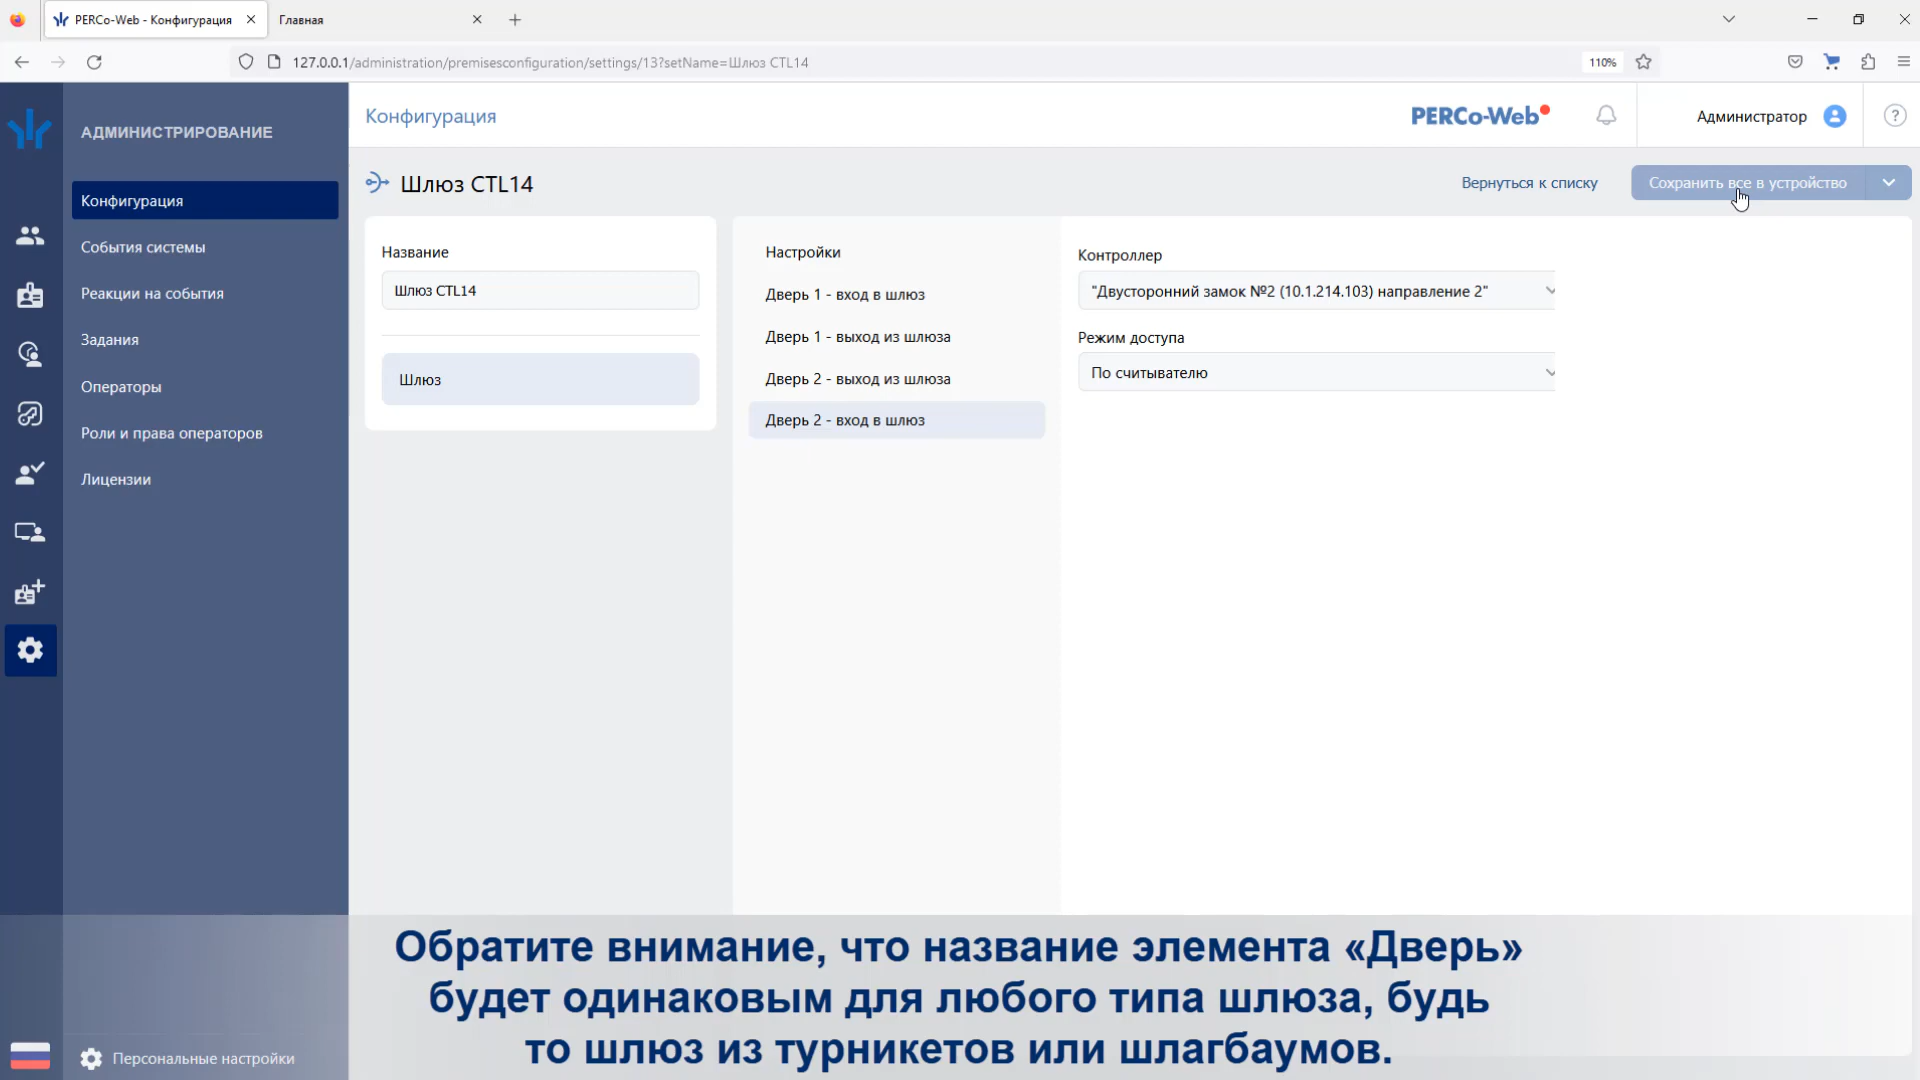 PERCo-Web - Конфигурация
Главная
127.0.0.1/administration/premisesconfiguration/settings/13?setName=Шлюз CTL14
110%
АДМИНИСТРИРОВАНИЕ
Конфигурация
PERCo-Web
Администратор
?
Конфигурация
События системы
Реакции на события
Задания
Операторы
Роли и права операторов
Лицензии
Персональные настройки
Шлюз CTL14
Вернуться к списку
Сохранить все в устройство
Название
Шлюз CTL14
Шлюз
Настройки
Дверь 1 - вход в шлюз
Дверь 1 - выход из шлюза
Дверь 2 - выход из шлюза
Дверь 2 - вход в шлюз
Контроллер
"Двусторонний замок №2 (10.1.214.103) направление 2"
Режим доступа
По считывателю
Обратите внимание, что название элемента «Дверь»
будет одинаковым для любого типа шлюза, будь
то шлюз из турникетов или шлагбаумов.